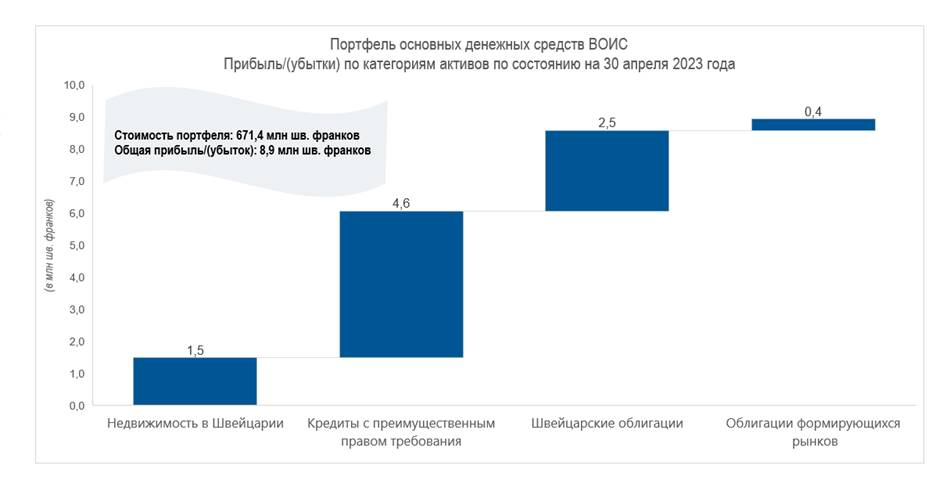 Портфель основных денежных средств ВОИС
Прибыль/(убытки) по категориям активов по состоянию на 30 апреля 2023 года
10,0
9,0
8,0
7,0
6,0
5,0
4,0
3,0
2,0
1,0
0,0
(в млн шв. франков)
Стоимость портфеля: 671,4 млн шв. франков
Общая прибыль/(убыток): 8,9 млн шв. франков
1,5
4,6
2,5
0,4
Недвижимость в Швейцарии
Кредиты с преимущественным
правом требования
Швейцарские облигации
Облигации формирующихся
рынков